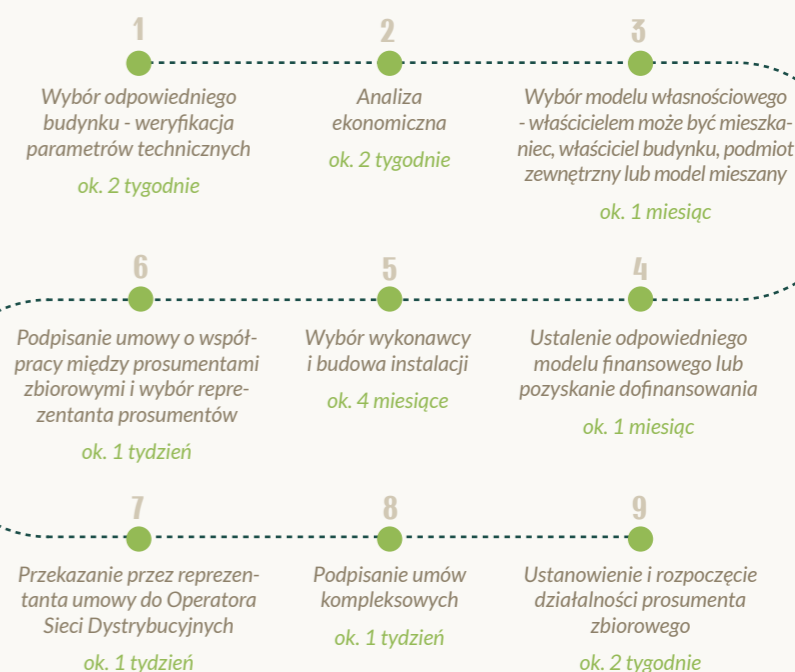 1
Wybór odpowiedniego
budynku - weryfikacja
parametrów technicznych
ok. 2 tygodnie
2
Analiza
ekonomiczna
ok. 2 tygodnie
3
Wybór modelu własnościowego
- właścicielem może być mieszka-
niec, właściciel budynku, podmiot
zewnętrzny lub model mieszany
ok. 1 miesiąc
4
Ustalenie odpowiedniego
modelu finansowego lub
pozyskanie dofinansowania
ok. 1 miesiąc
5
Wybór wykonawcy
i budowa instalacji
ok. 4 miesiące
6
Podpisanie umowy o współ-
pracy między prosumentami
zbiorowymi i wybór repre-
zentanta prosumentów
ok. 1 tydzień
7
Przekazanie przez reprezen-
tanta umowy do Operatora
Sieci Dystrybucyjnych
ok. 1 tydzień
8
Podpisanie umów
kompleksowych
ok. 1 tydzień
9
Ustanowienie i rozpoczęcie
działalności prosumenta
zbiorowego
ok. 2 tygodnie